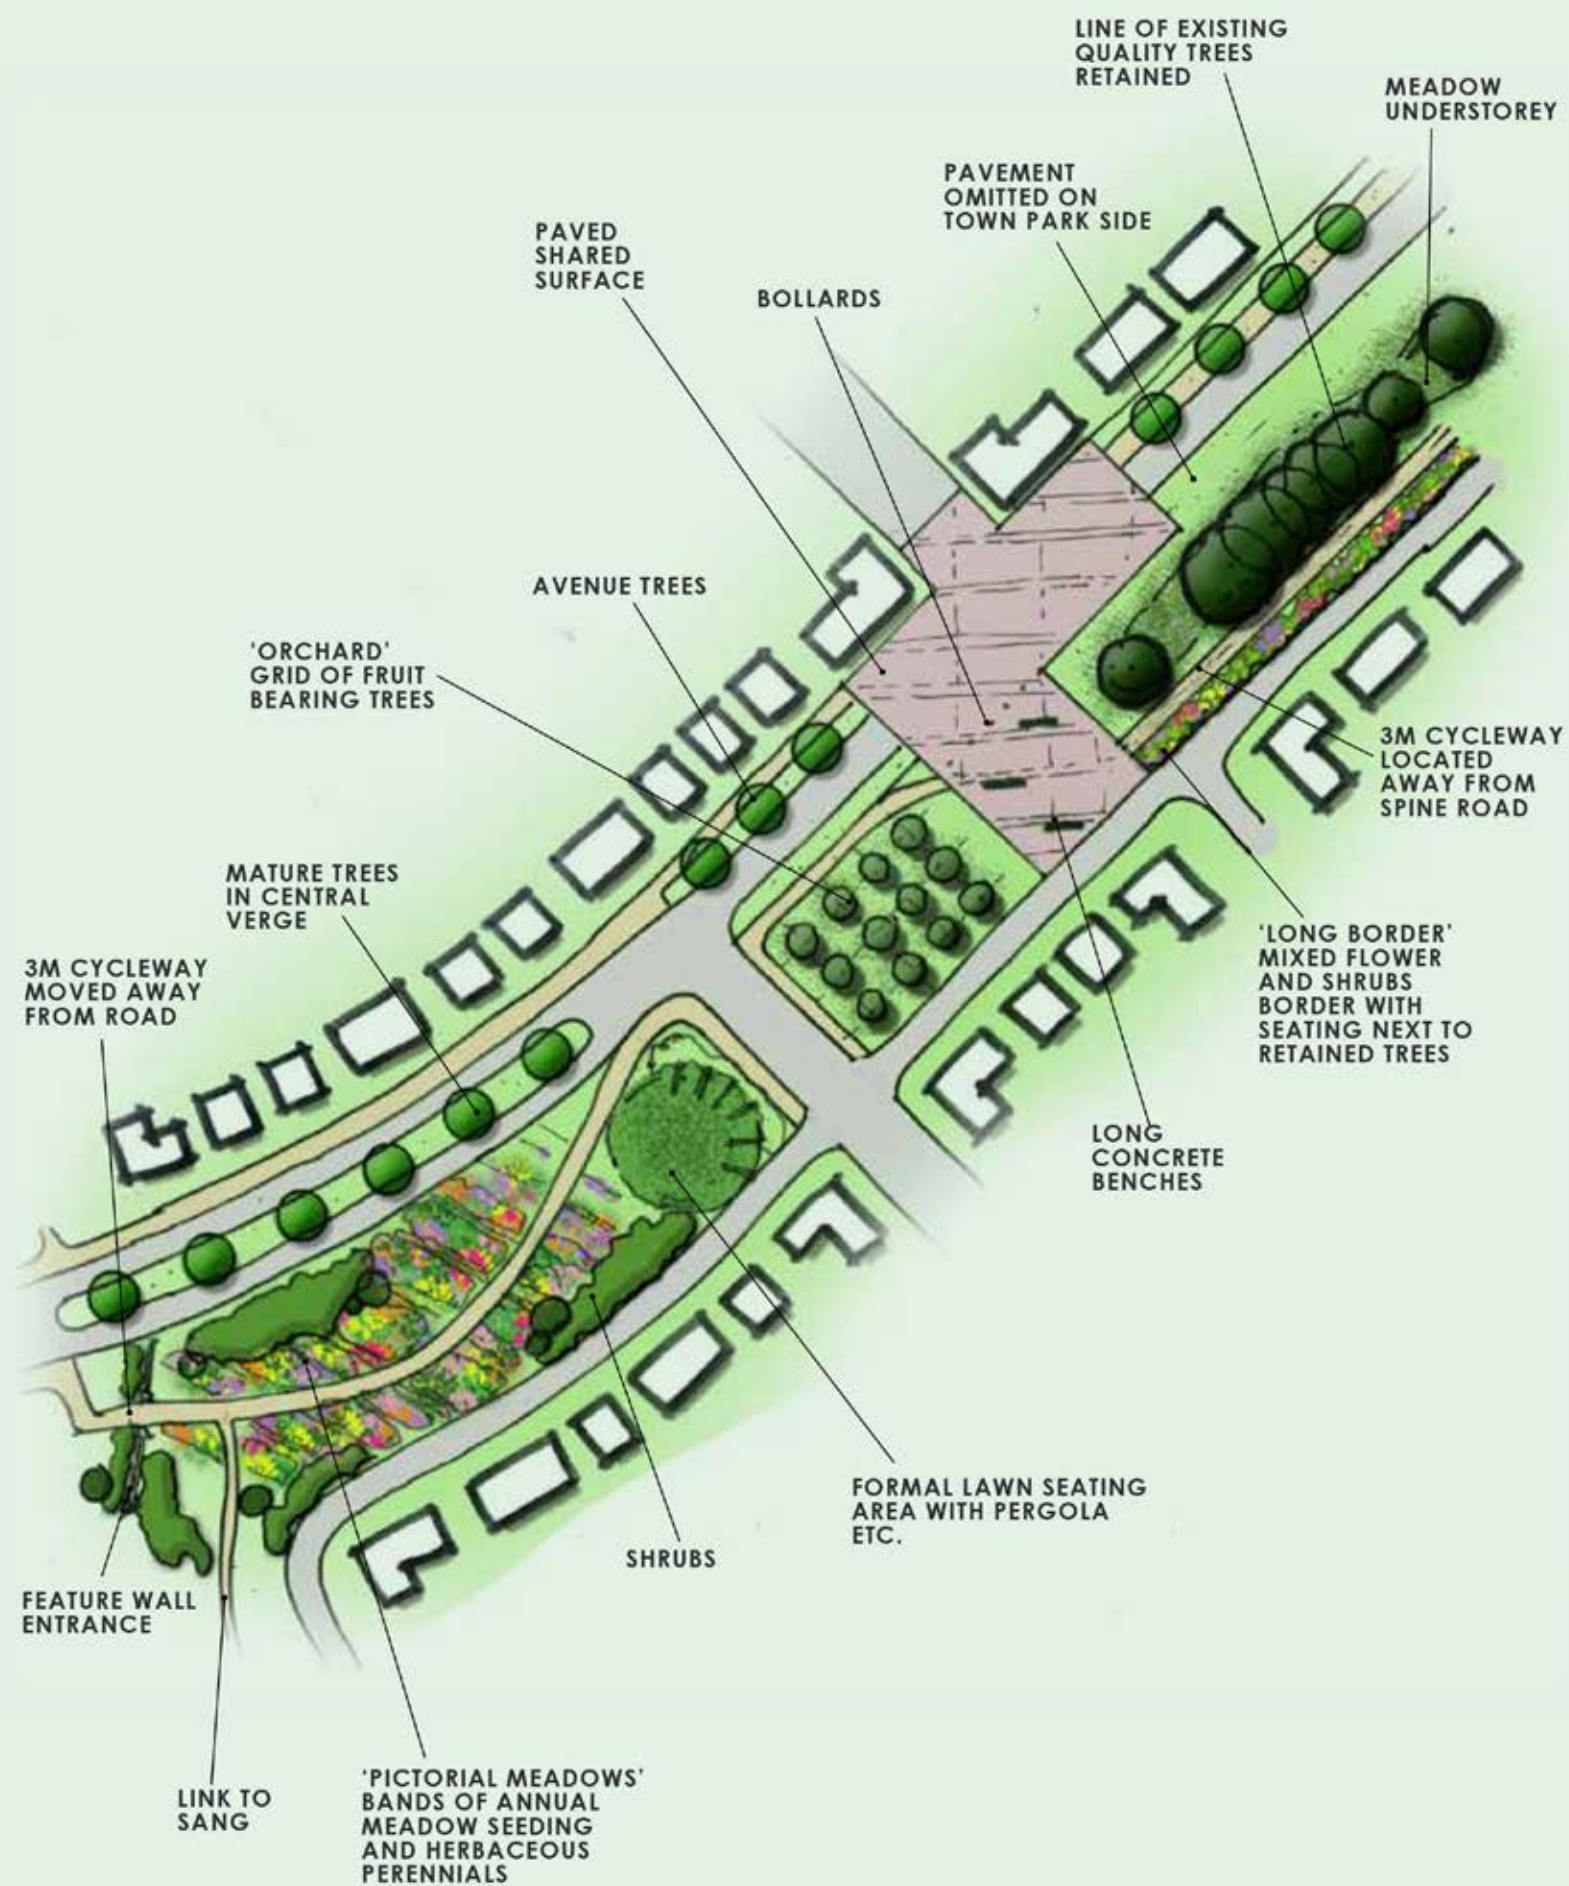 LINE OF EXISTING
QUALITY TREES
RETAINED
MEADOW
UNDERSTOREY
PAVEMENT
OMITTED ON
TOWN PARK SIDE
PAVED
SHARED
SURFACE
BOLLARDS
AVENUE TREES
'ORCHARD'
GRID OF FRUIT
BEARING TREES
3M CYCLEWAY
LOCATED
AWAY FROM
SPINE ROAD
MATURE TREES
IN CENTRAL
VERGE
'LONG BORDER'
MIXED FLOWER
AND SHRUBS
BORDER WITH
SEATING NEXT TO
RETAINED TREES
3M CYCLEWAY
MOVED AWAY
FROM ROAD
LONG
CONCRETE
BENCHES
FORMAL LAWN SEATING
AREA WITH PERGOLA
ETC.
SHRUBS
FEATURE WALL
ENTRANCE
LINK TO
SANG
'PICTORIAL MEADOWS'
BANDS OF ANNUAL
MEADOW SEEDING
AND HERBACEOUS
PERENNIALS